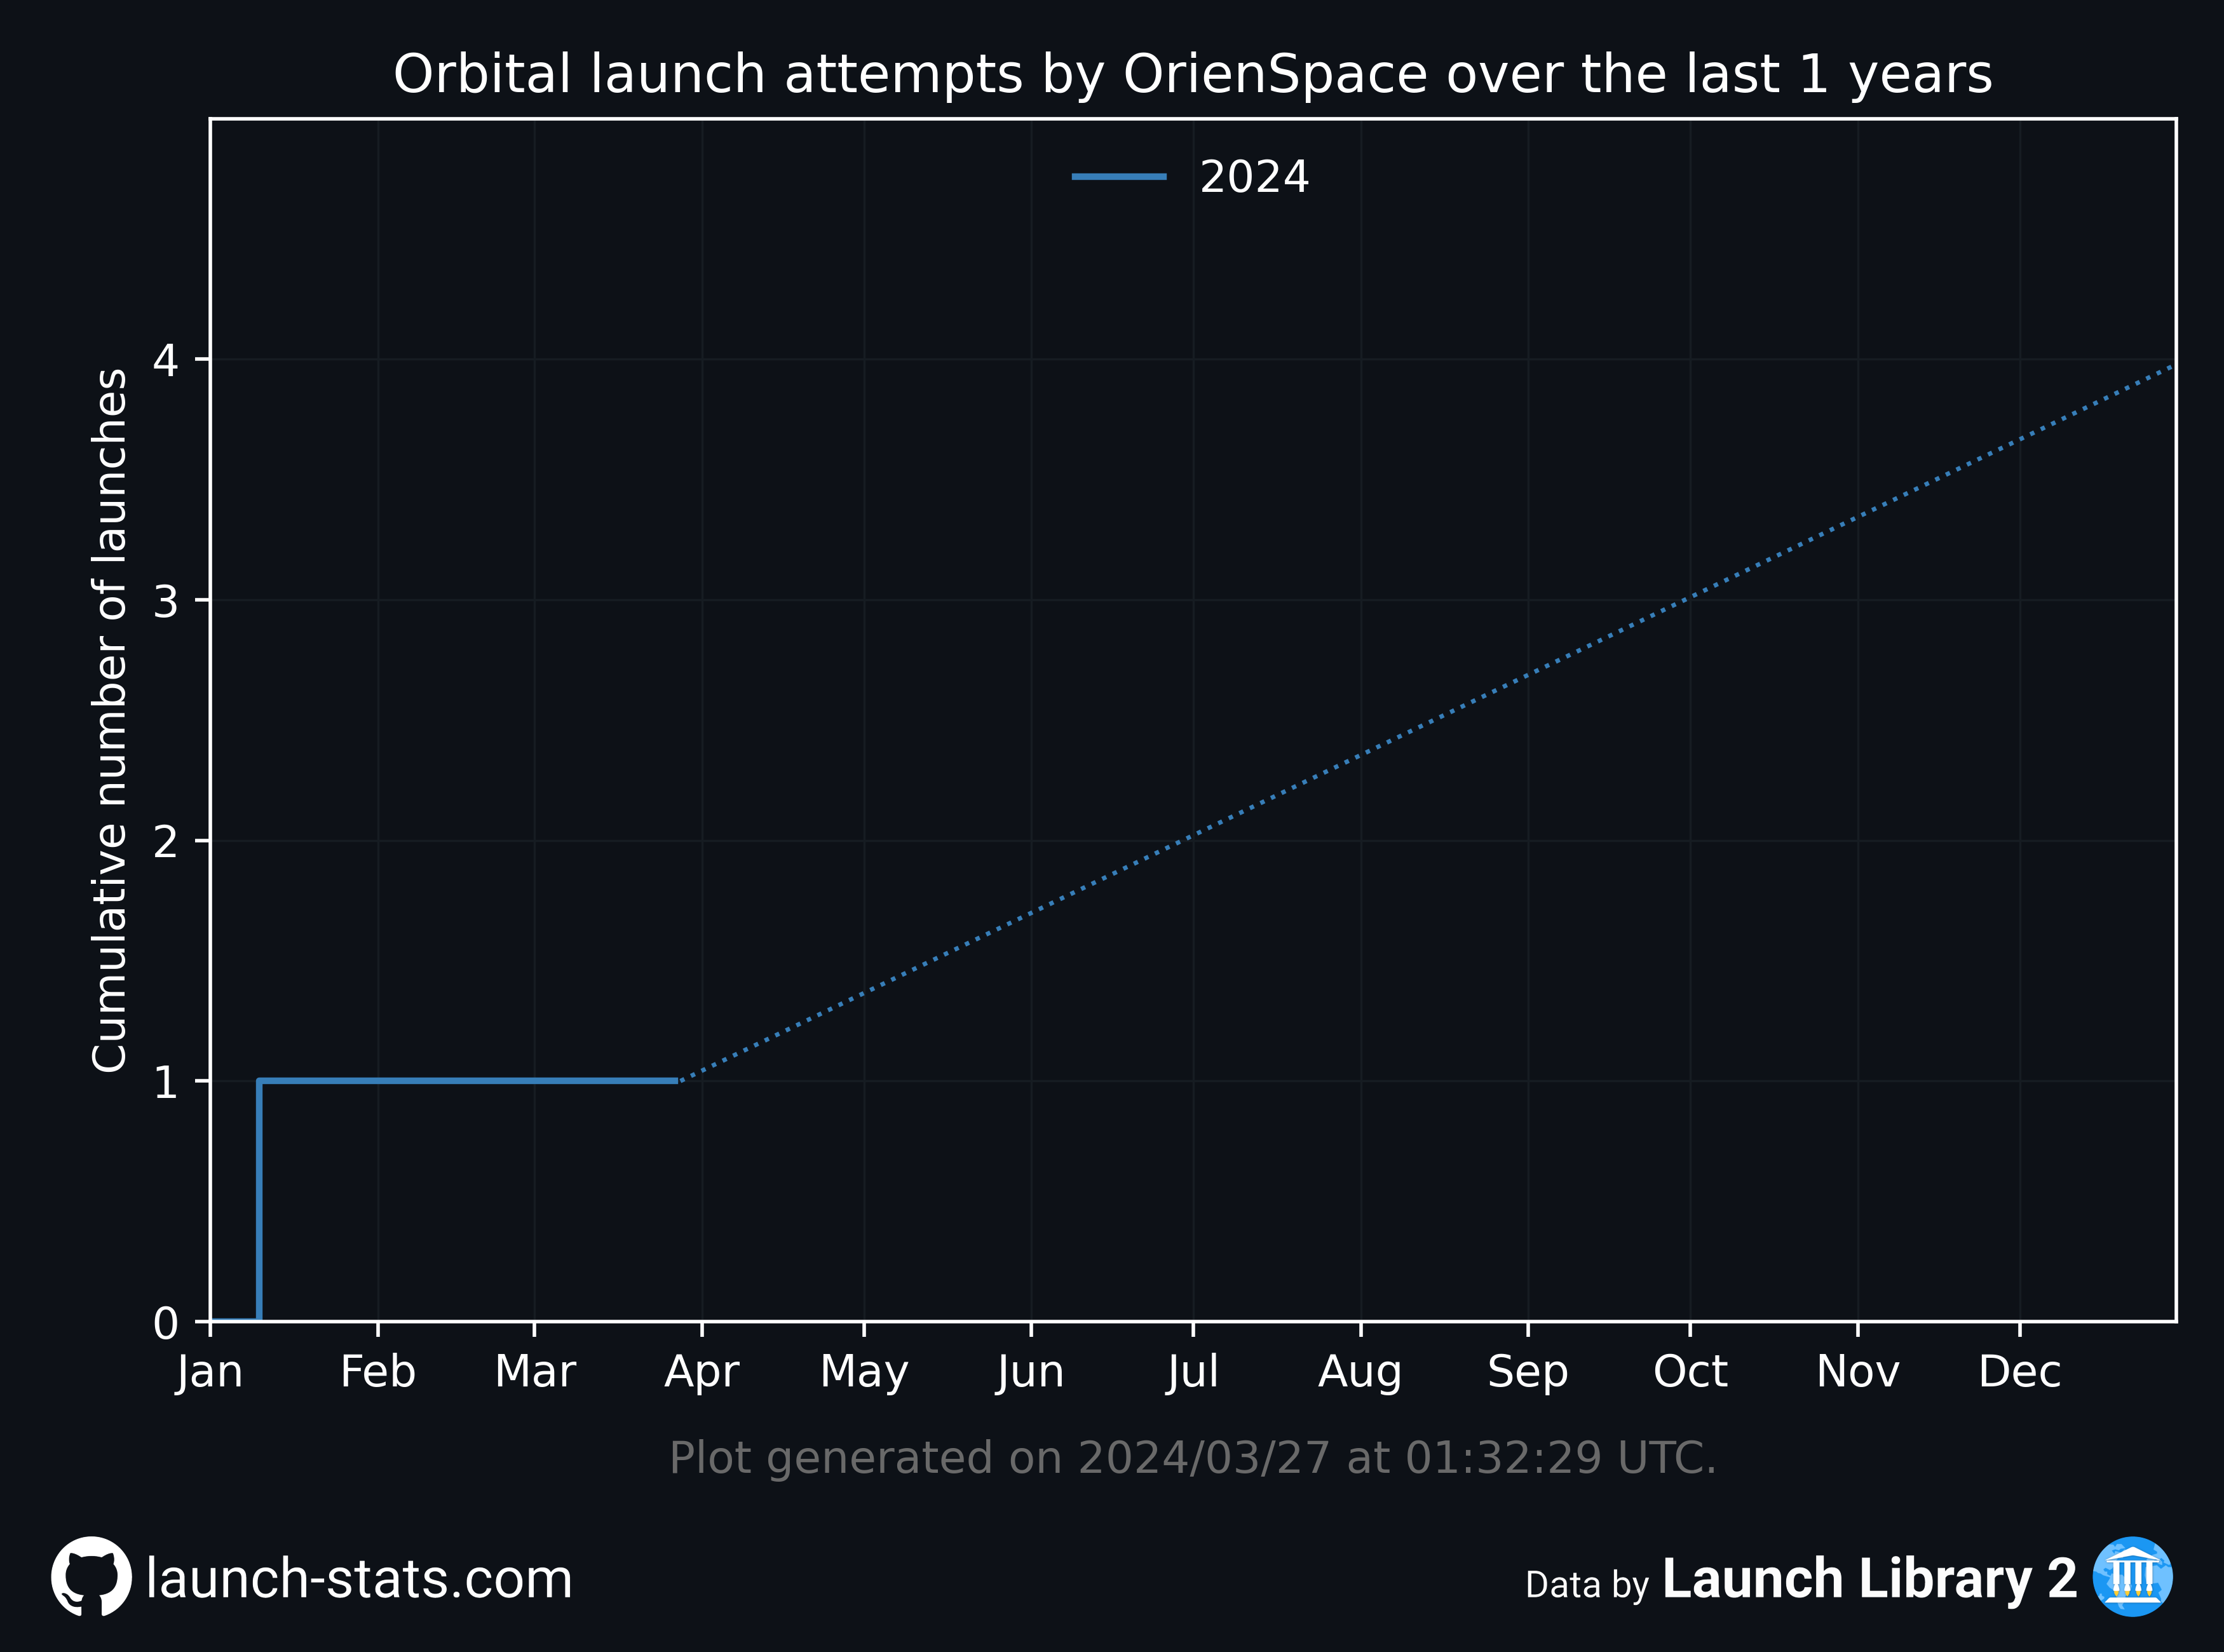 Orbital launch attempts by OrienSpace over the last 1 years
2024
Cumulative number of launches
4
3
2
1
0
Jan Feb Mar Apr May Jun Jul Aug Sep Oct Nov Dec
Plot generated on 2024/03/27 at 01:32:29 UTC.
launch-stats.com
Data by Launch Library 2